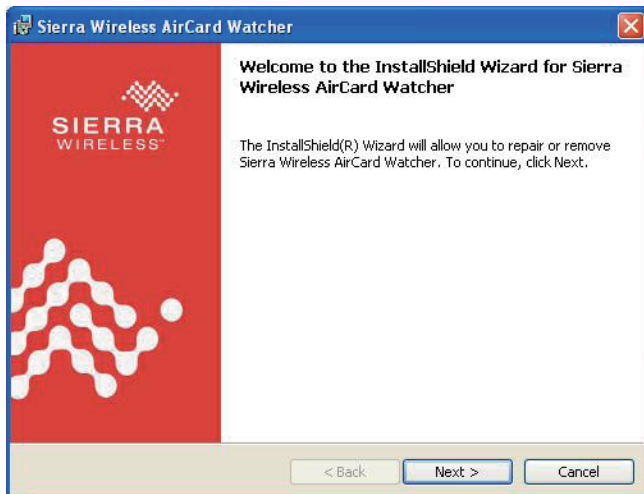 Sierra Wireless AirCard Watcher
SIERRA
WIRELESS™
Welcome to the InstallShield Wizard for Sierra
Wireless AirCard Watcher
The InstallShield(R) Wizard will allow you to repair or remove
Sierra Wireless AirCard Watcher. To continue, click Next.
< Back
Next >
Cancel